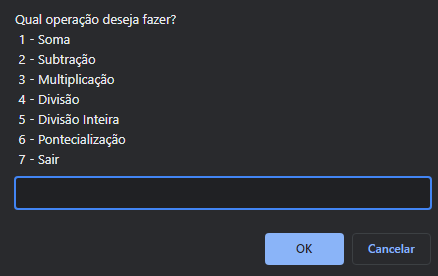 Qual operação deseja fazer?
1 - Soma
2 - Subtração
3 - Multiplicação
4 - Divisão
5 - Divisão Inteira
6 - Pontecialização
7 - Sair
OK
Cancelar